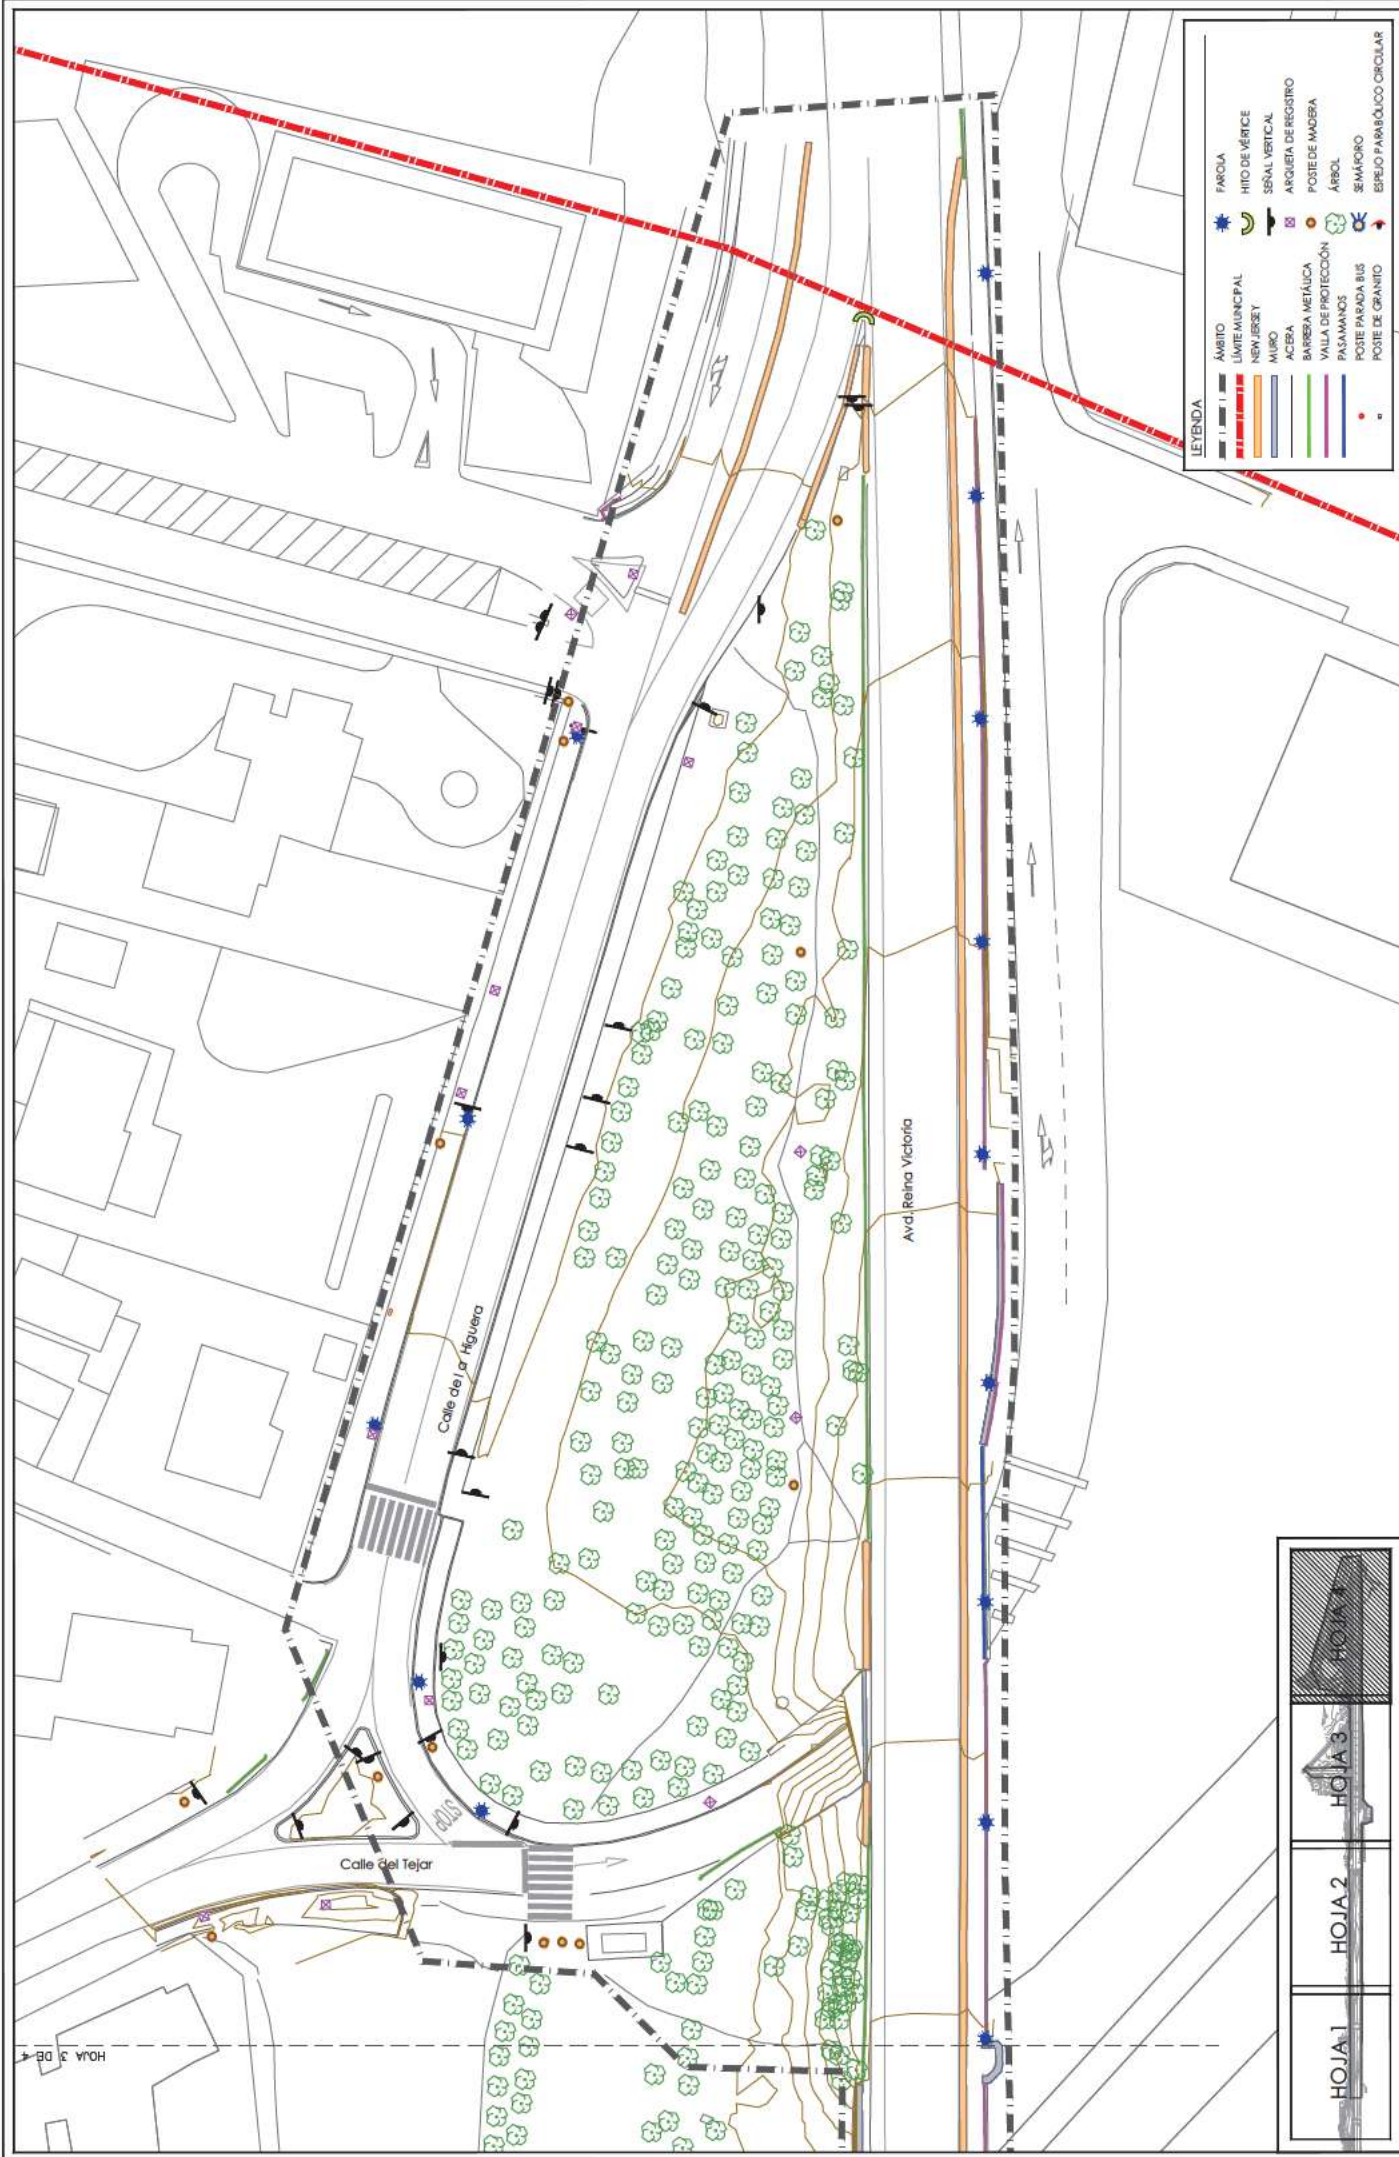 LEYENDA
ÁMBITO
LÍMITE MUNICIPAL
NEW JERSEY
MURO
ACERA
BARRERA METÁLICA
VALLA DE PROTECCIÓN
PASAMANOS
POSTE PARADA BUS
POSTE DE GRANITO
FAROLA
HITO DE VÉRTICE
SEÑAL VERTICAL
ARQUETA DE REGISTRO
POSTE DE MADERA
ÁRBOL
SEMÁFORO
ESPEJO PARABÓLICO CIRCULAR
Avd. Reina Victoria
Calle de La Higuera
STOP
Calle del Tejar
HOJA 3 DE 4
HOJA 1
HOJA 2
HOJA 3
HOJA 4